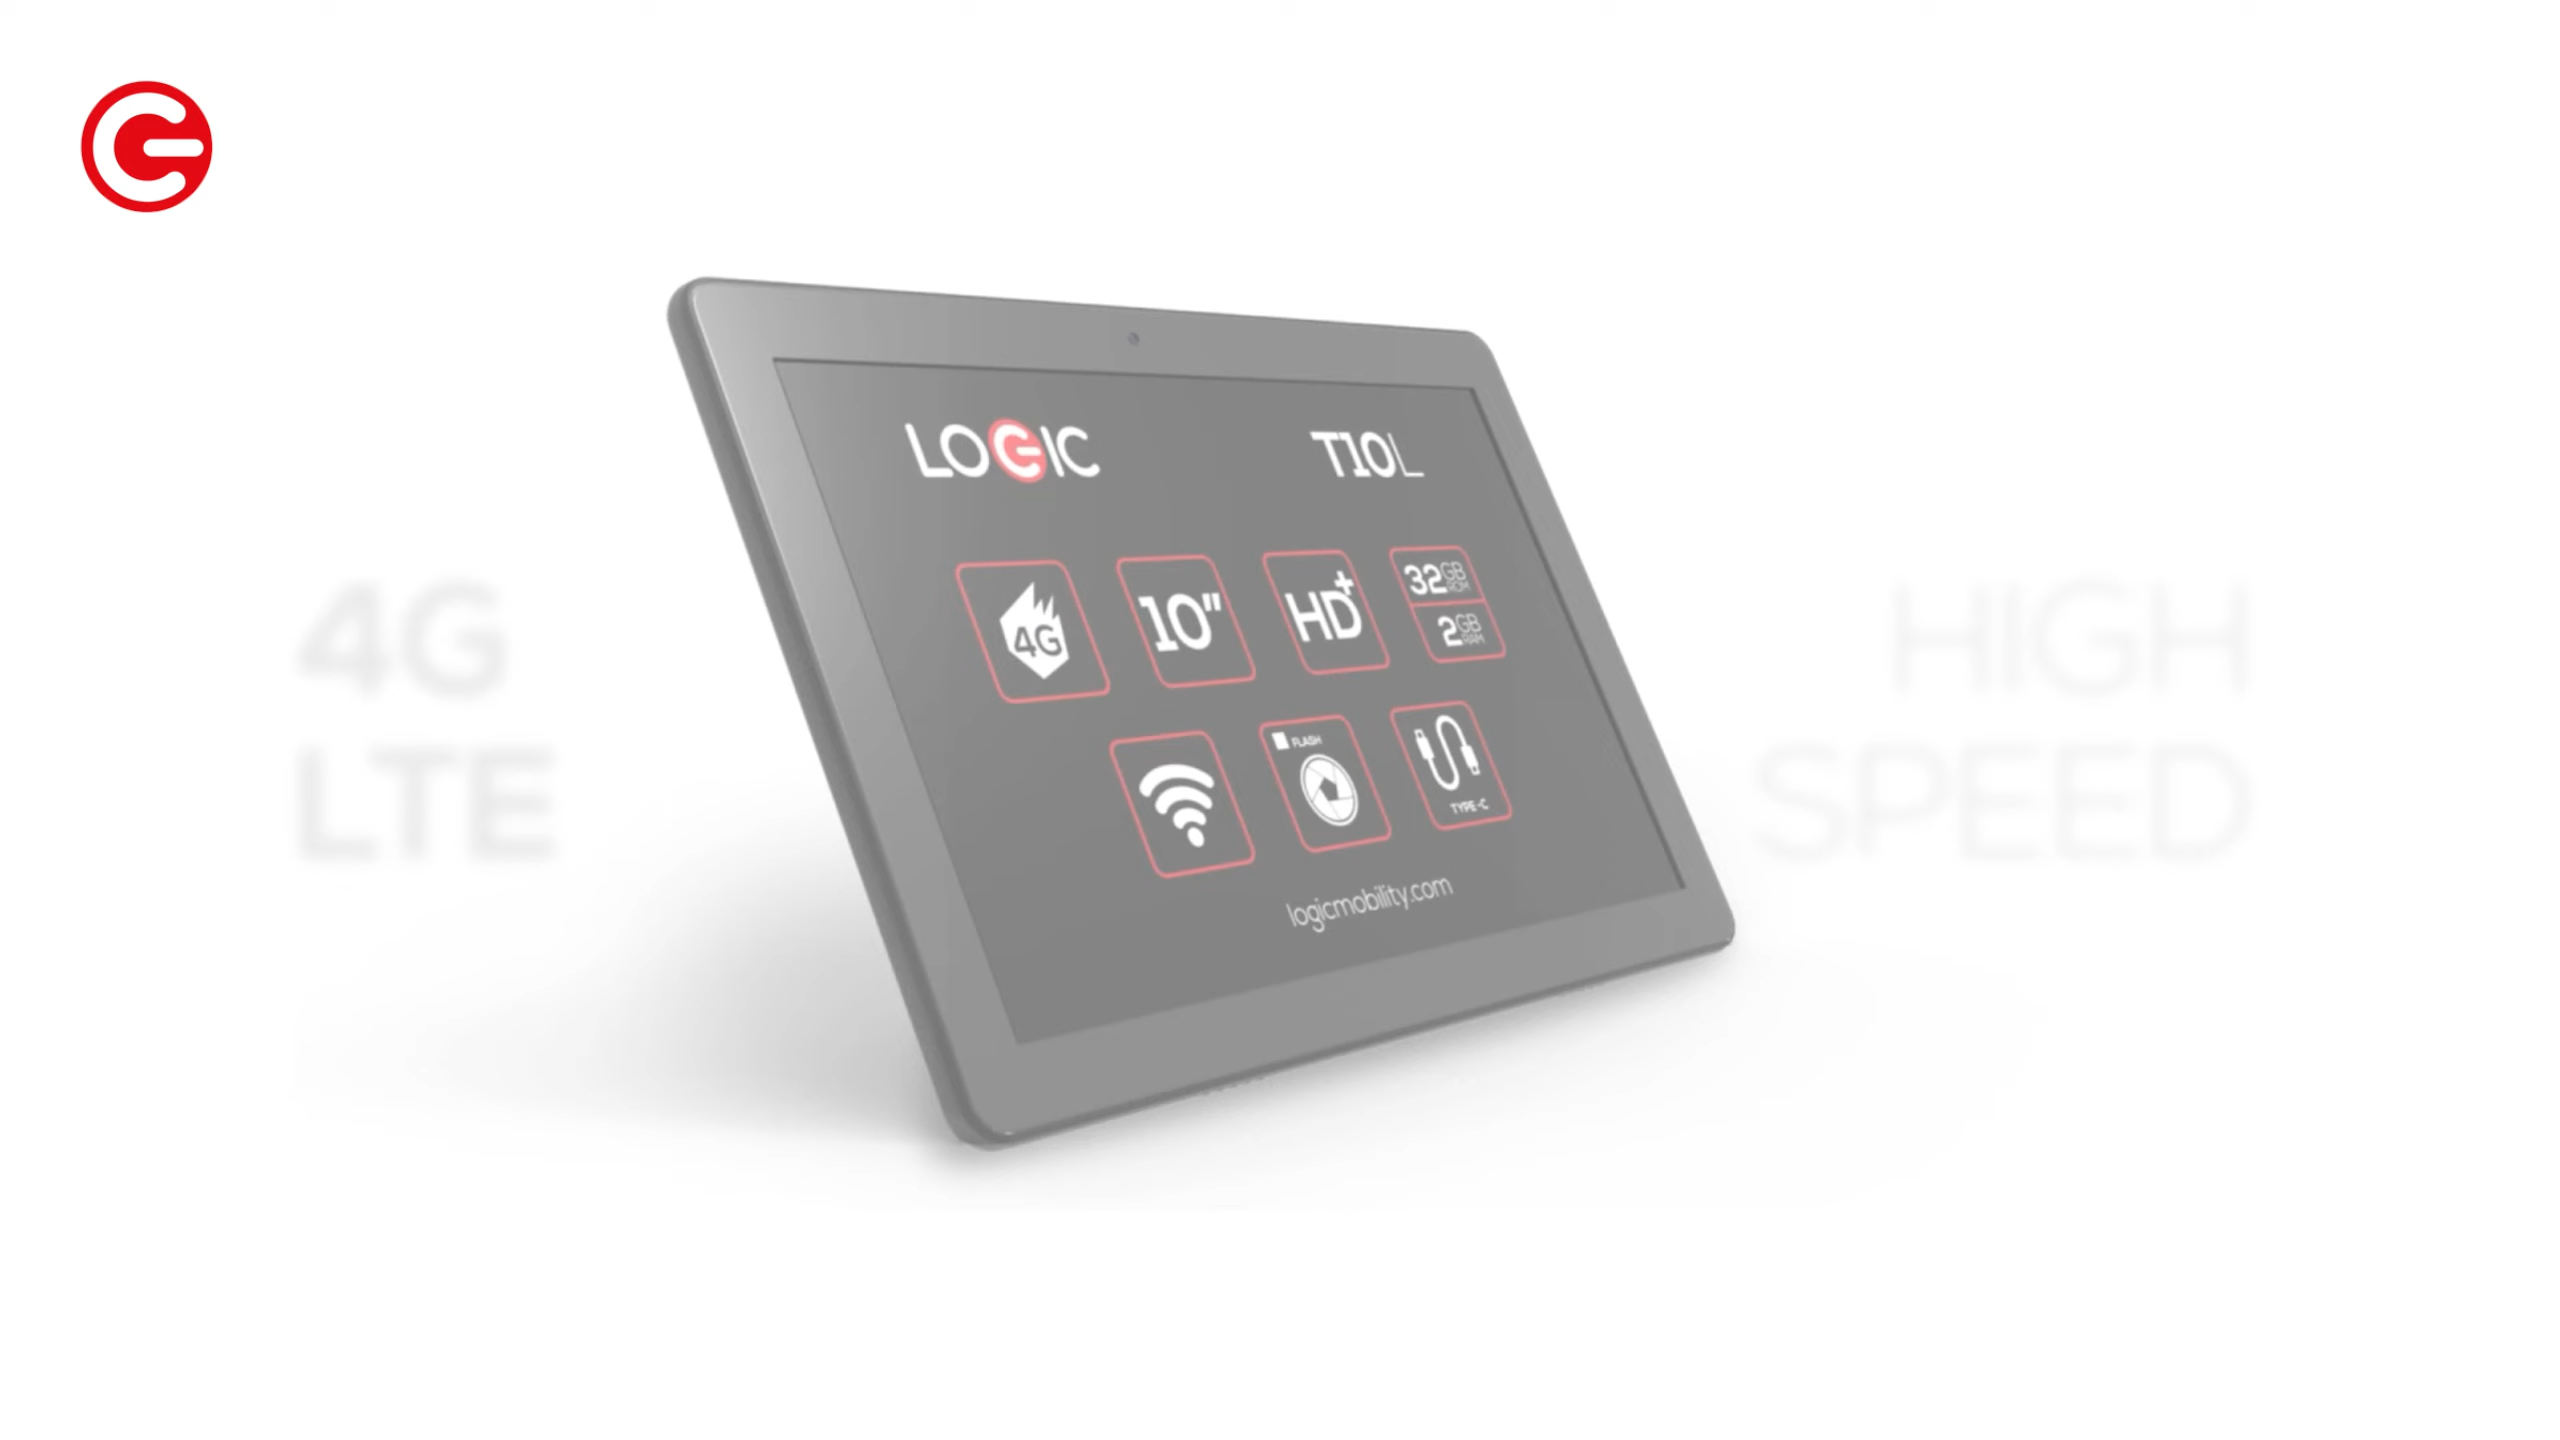 LOGIC
T10L
4G
10"
HD+
32GB ROM
2GB RAM
FLASH
TYPE-C
logicmobility.com
4G
LTE
HIGH
SPEED